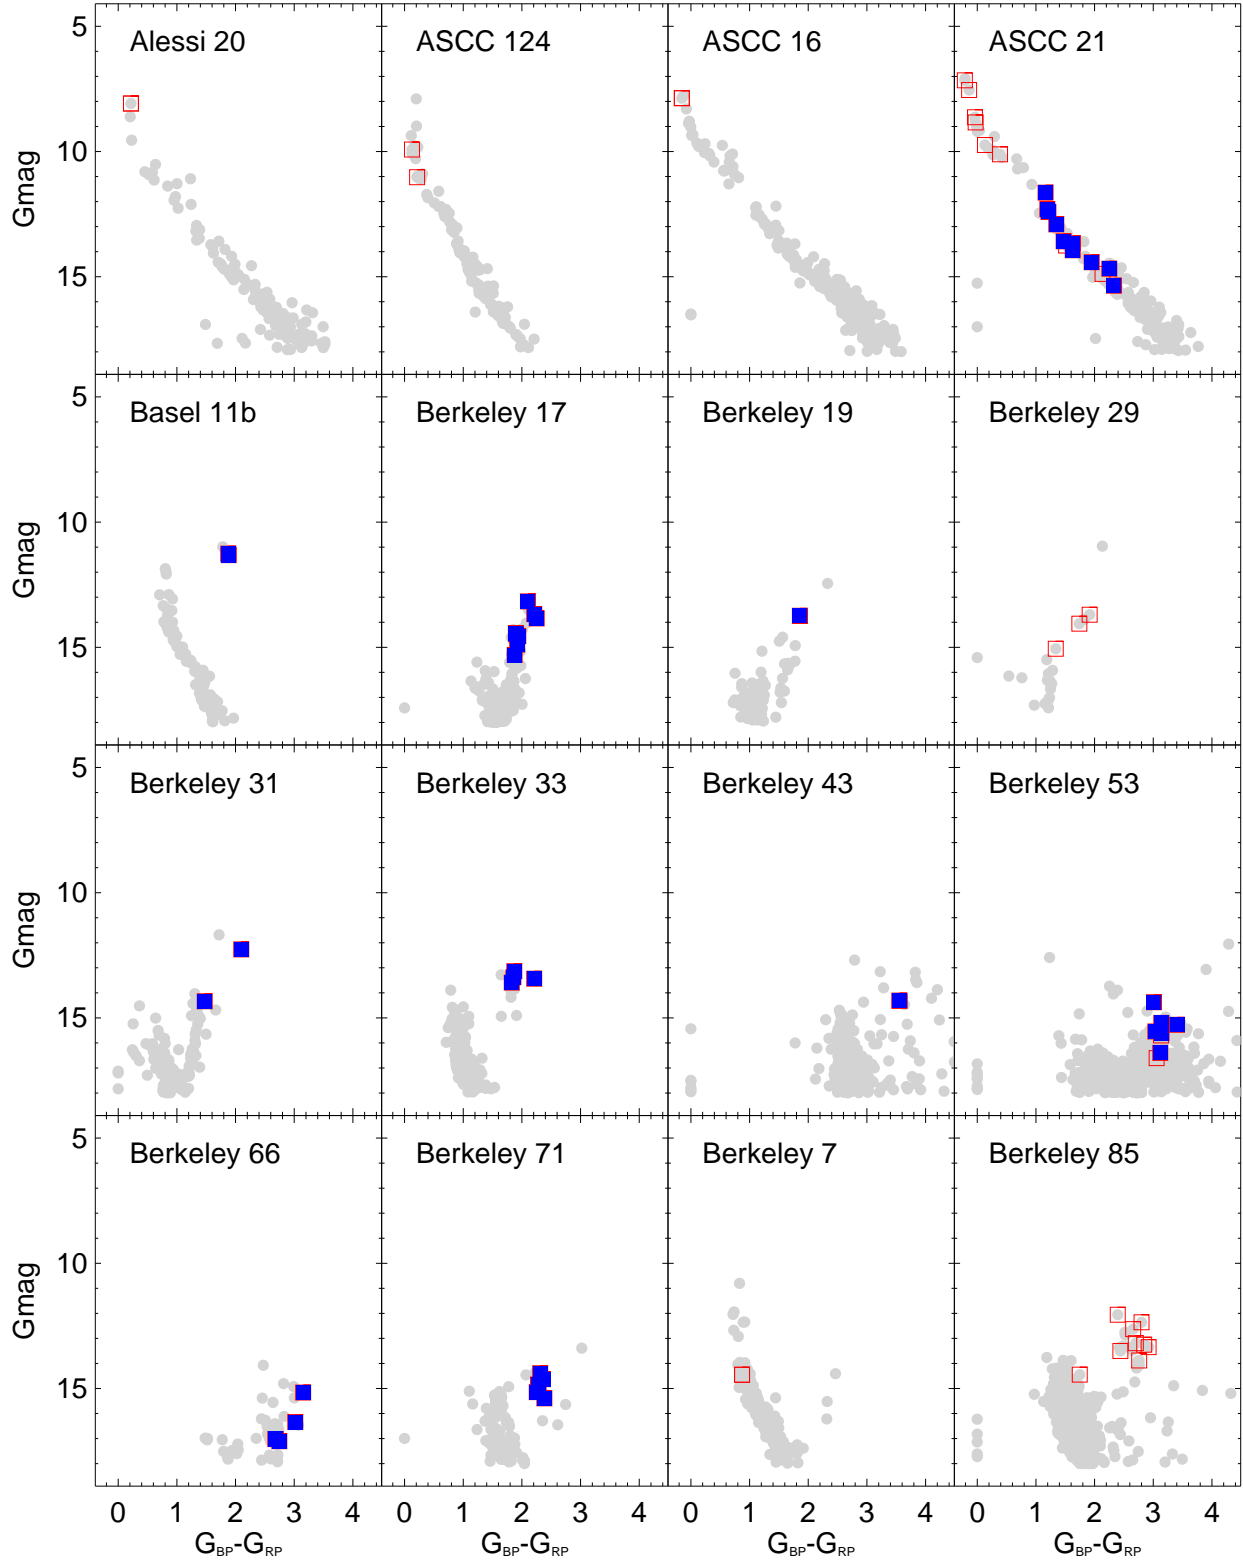 Alessi 20
ASCC 124
ASCC 16
ASCC 21
5
10
15
Gmag
Basel 11b
Berkeley 17
Berkeley 19
Berkeley 29
5
10
15
Gmag
Berkeley 31
Berkeley 33
Berkeley 43
Berkeley 53
5
10
15
Gmag
Berkeley 66
Berkeley 71
Berkeley 7
Berkeley 85
5
10
15
Gmag
0 1 2 3 4
0 1 2 3 4
0 1 2 3 4
0 1 2 3 4
GBP-GRP
GBP-GRP
GBP-GRP
GBP-GRP